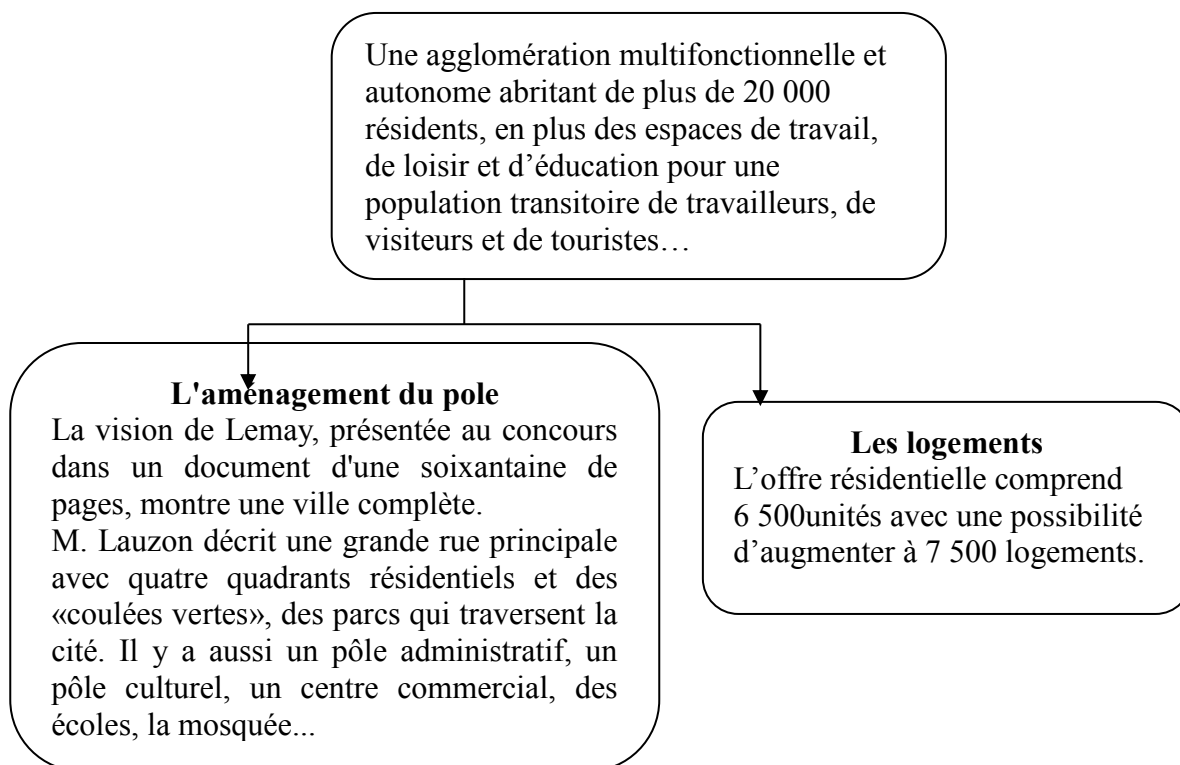 Une agglomération multifonctionnelle et
autonome abritant de plus de 20 000
résidents, en plus des espaces de travail,
de loisir et d’éducation pour une
population transitoire de travailleurs, de
visiteurs et de touristes…
L'aménagement du pole
La vision de Lemay, présentée au concours
dans un document d'une soixantaine de
pages, montre une ville complète.
M. Lauzon décrit une grande rue principale
avec quatre quadrants résidentiels et des
«coulées vertes», des parcs qui traversent la
cité. Il y a aussi un pôle administratif, un
pôle culturel, un centre commercial, des
écoles, la mosquée...
Les logements
L’offre résidentielle comprend
6 500unités avec une possibilité
d’augmenter à 7 500 logements.